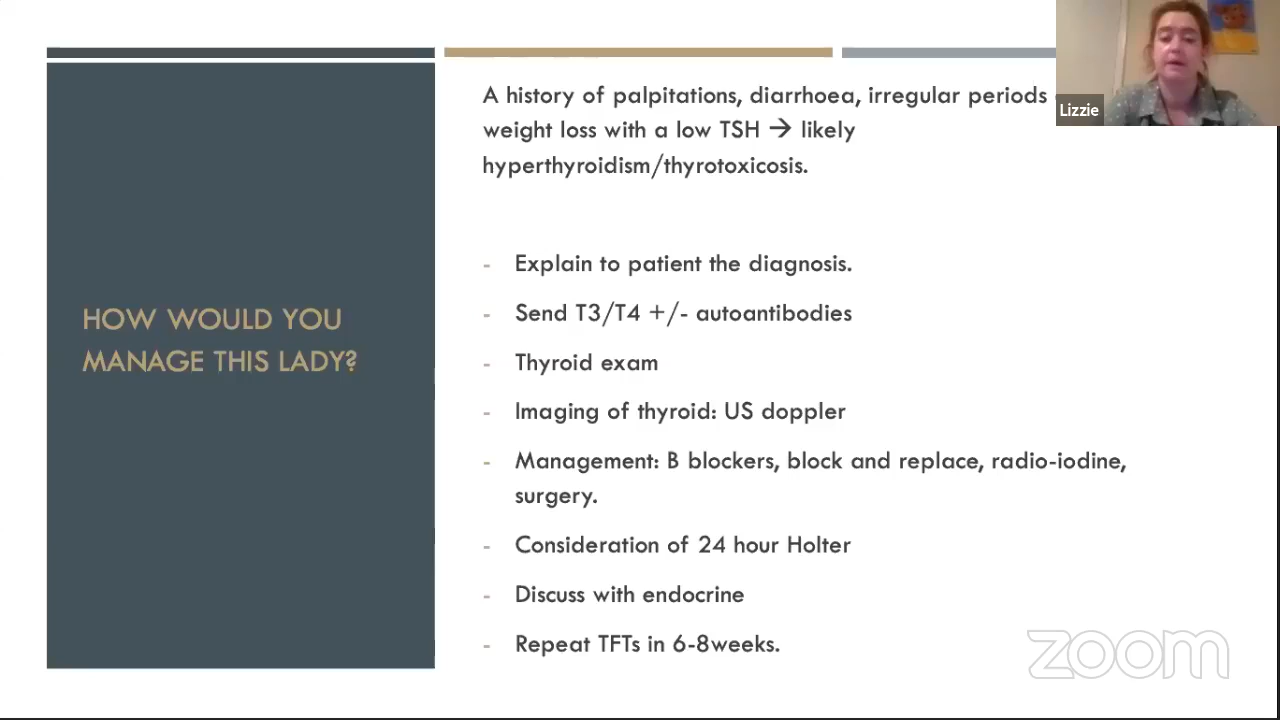 HOW WOULD YOU
MANAGE THIS LADY?
A history of palpitations, diarrhoea, irregular periods
weight loss with a low TSH → likely
hyperthyroidism/thyrotoxicosis.
- Explain to patient the diagnosis.
- Send T3/T4 +/- autoantibodies
- Thyroid exam
- Imaging of thyroid: US doppler
- Management: B blockers, block and replace, radio-iodine,
surgery.
- Consideration of 24 hour Holter
- Discuss with endocrine
- Repeat TFTs in 6-8weeks.
Lizzie
zoom